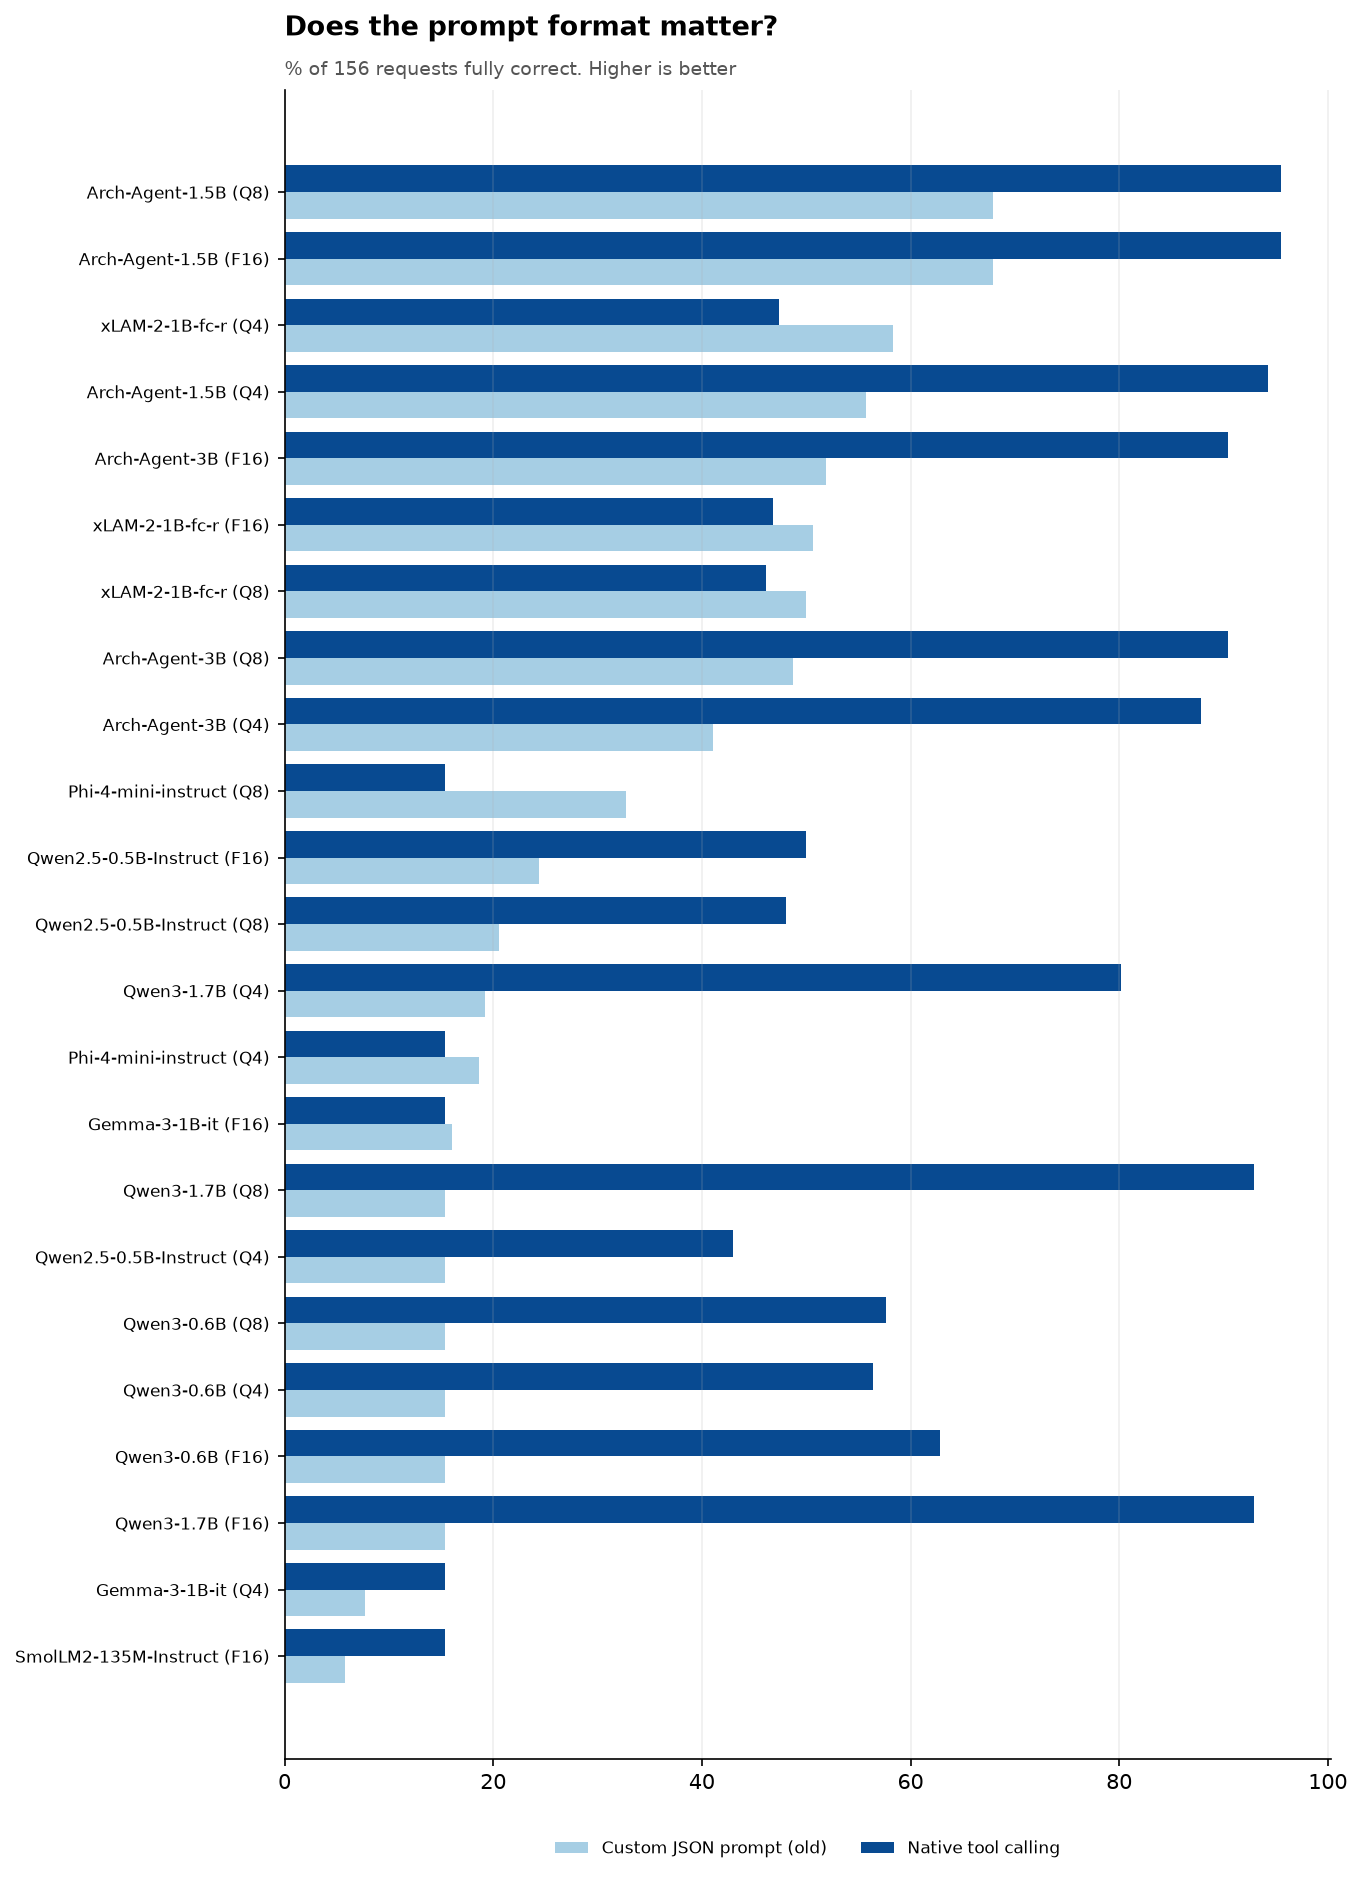 Does the prompt format matter?
% of 156 requests fully correct. Higher is better
Arch-Agent-1.5B (Q8)
Arch-Agent-1.5B (F16)
xLAM-2-1B-fc-r (Q4)
Arch-Agent-1.5B (Q4)
Arch-Agent-3B (F16)
xLAM-2-1B-fc-r (F16)
xLAM-2-1B-fc-r (Q8)
Arch-Agent-3B (Q8)
Arch-Agent-3B (Q4)
Phi-4-mini-instruct (Q8)
Qwen2.5-0.5B-Instruct (F16)
Qwen2.5-0.5B-Instruct (Q8)
Qwen3-1.7B (Q4)
Phi-4-mini-instruct (Q4)
Gemma-3-1B-it (F16)
Qwen3-1.7B (Q8)
Qwen2.5-0.5B-Instruct (Q4)
Qwen3-0.6B (Q8)
Qwen3-0.6B (Q4)
Qwen3-0.6B (F16)
Qwen3-1.7B (F16)
Gemma-3-1B-it (Q4)
SmolLM2-135M-Instruct (F16)
0 20 40 60 80 100
Custom JSON prompt (old) Native tool calling